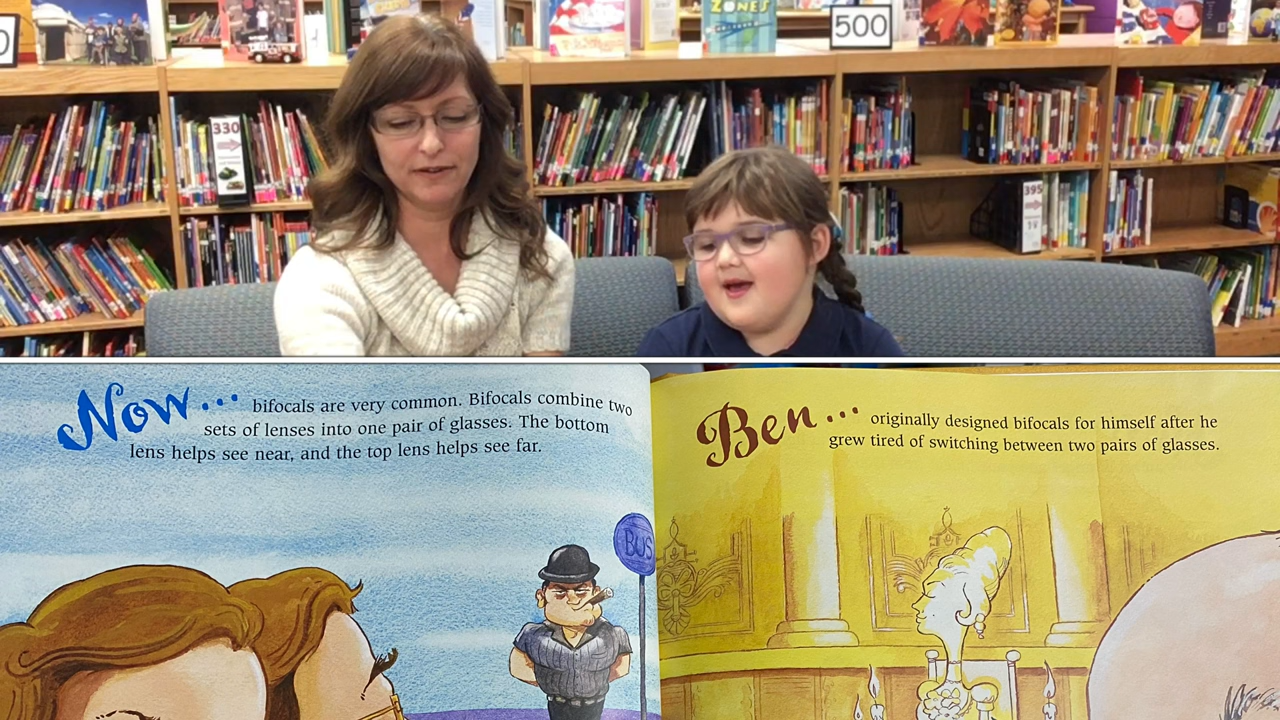 ZONES
500
0
330
395
Now... bifocals are very common. Bifocals combine two
sets of lenses into one pair of glasses. The bottom
lens helps see near, and the top lens helps see far.
BUS
Ben... originally designed bifocals for himself after he
grew tired of switching between two pairs of glasses.